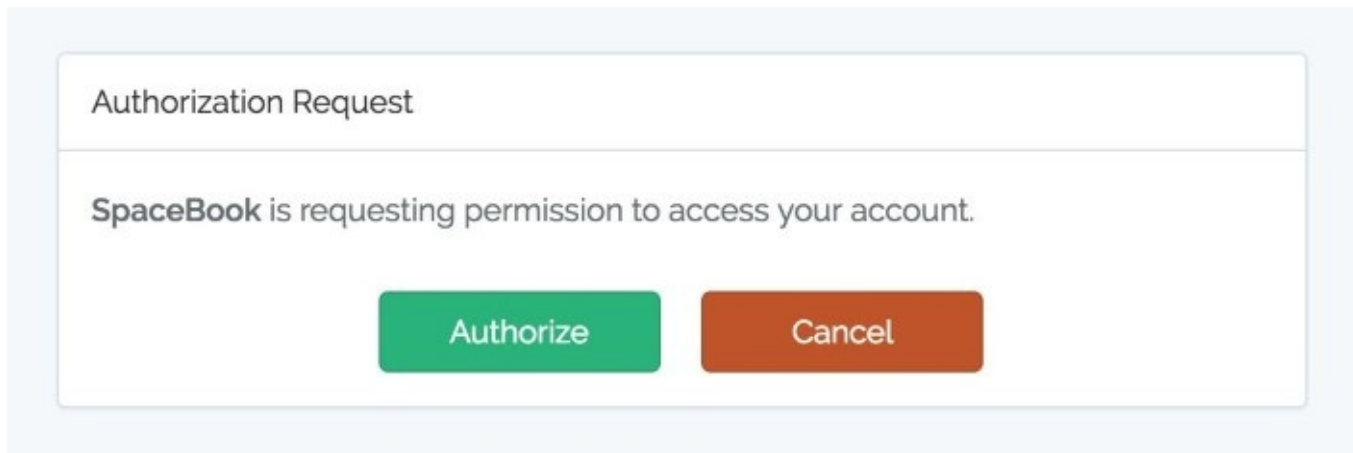 Authorization Request
SpaceBook is requesting permission to access your account.
Authorize Cancel